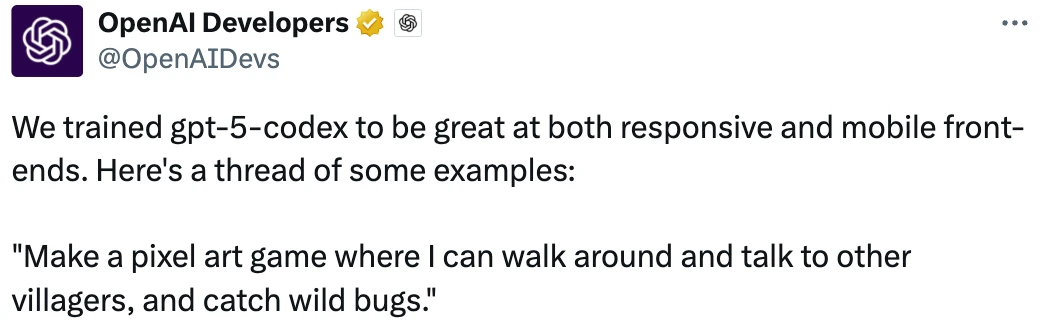 OpenAI Developers
@OpenAIDevs
We trained gpt-5-codex to be great at both responsive and mobile front-
ends. Here's a thread of some examples:
"Make a pixel art game where I can walk around and talk to other
villagers, and catch wild bugs."